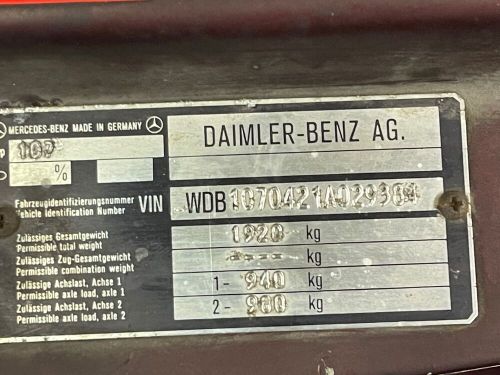 MERCEDES-BENZ MADE IN GERMANY
DAIMLER-BENZ AG.
107
%
Fahrzeugidentifizierungsnummer
Vehicle Identification Number
VIN
WDB1070421A029384
Zulässiges Gesamtgewicht
Permissible total weight
1920 kg
Zulässiges Zug-Gesamtgewicht
Permissible combination weight
kg
Zulässige Achslast, Achse 1
Permissible axle load, axle 1
1- 940 kg
Zulässige Achslast, Achse 2
Permissible axle load, axle 2
2- kg